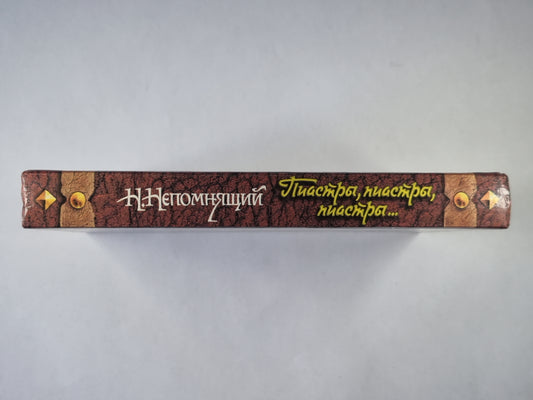 Н. Непомнящий
Пиастры, пиастры,
пиастры...